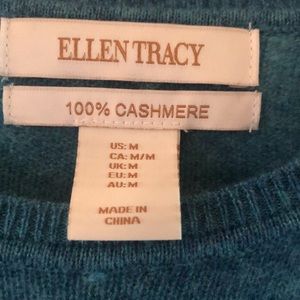 ELLEN TRACY
100% CASHMERE
US: M
CA: M/M
UK: M
EU: M
AU: M
MADE IN
CHINA